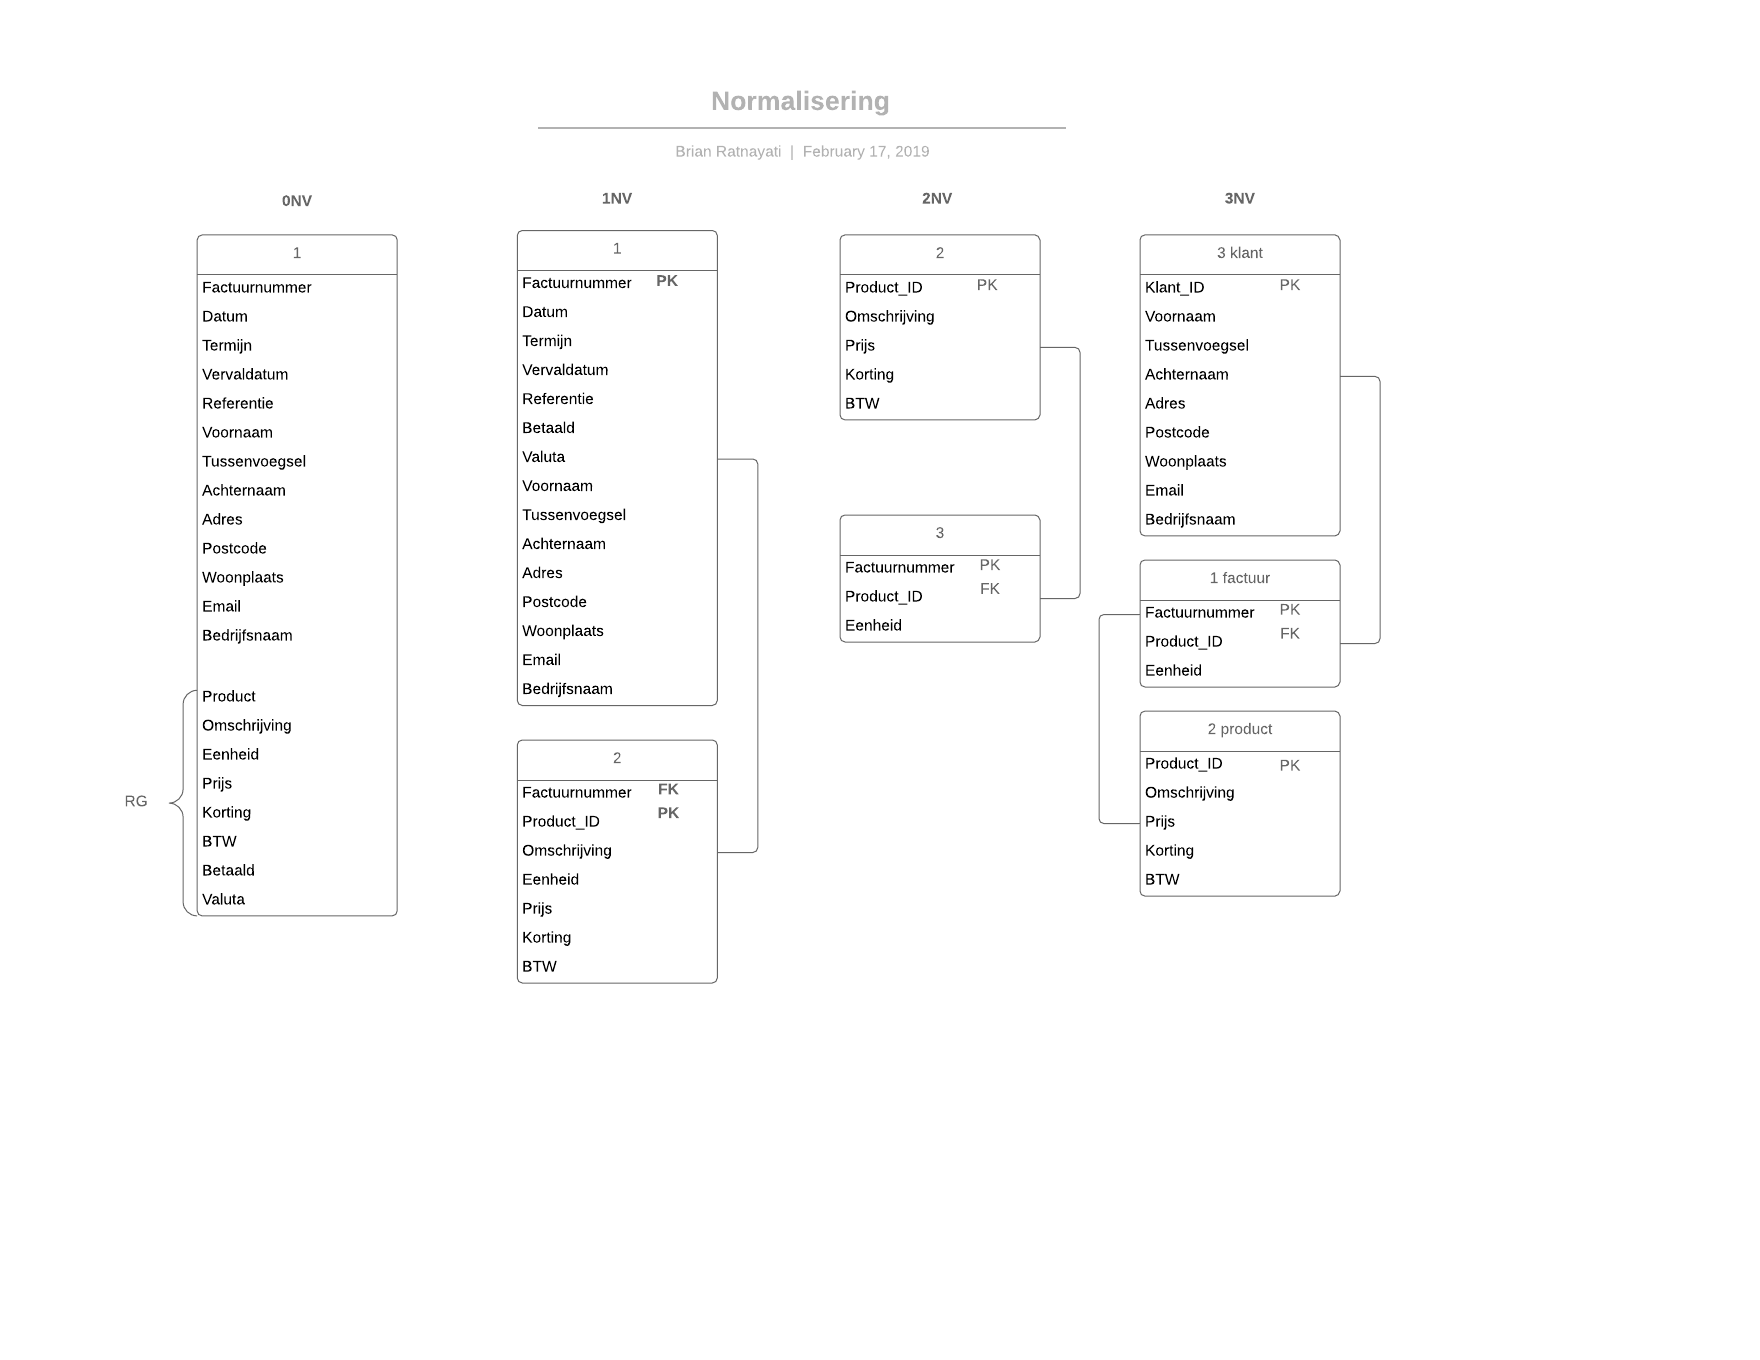 Normalisering
Brian Ratnayati | February 17, 2019
0NV
1
Factuurnummer
Datum
Termijn
Vervaldatum
Referentie
Voornaam
Tussenvoegsel
Achternaam
Adres
Postcode
Woonplaats
Email
Bedrijfsnaam
RG
Product
Omschrijving
Eenheid
Prijs
Korting
BTW
Betaald
Valuta
1NV
1
Factuurnummer PK
Datum
Termijn
Vervaldatum
Referentie
Betaald
Valuta
Voornaam
Tussenvoegsel
Achternaam
Adres
Postcode
Woonplaats
Email
Bedrijfsnaam
2
Factuurnummer FK
Product_ID PK
Omschrijving
Eenheid
Prijs
Korting
BTW
2NV
2
Product_ID PK
Omschrijving
Prijs
Korting
BTW
3
Factuurnummer PK
Product_ID FK
Eenheid
3NV
3 klant
Klant_ID PK
Voornaam
Tussenvoegsel
Achternaam
Adres
Postcode
Woonplaats
Email
Bedrijfsnaam
1 factuur
Factuurnummer PK
Product_ID FK
Eenheid
2 product
Product_ID PK
Omschrijving
Prijs
Korting
BTW